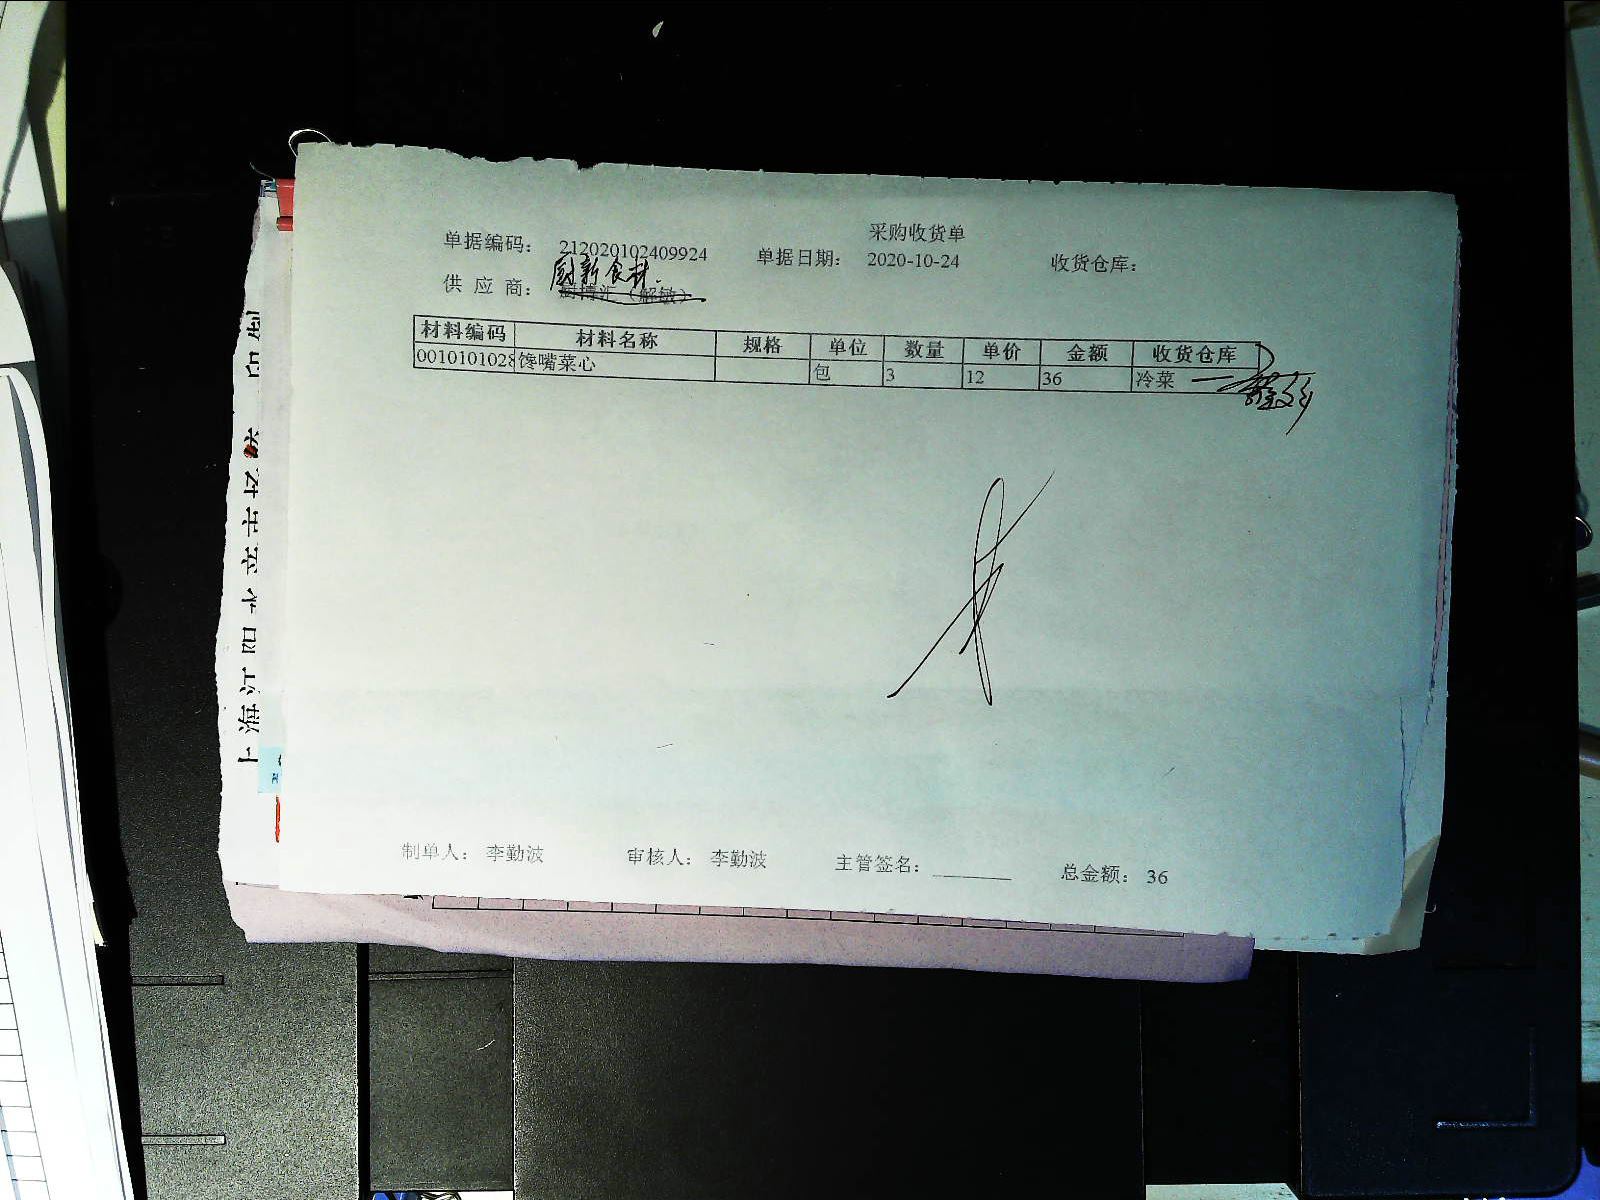 采购收货单
单据编码： 212020102409924 单据日期： 2020-10-24 收货仓库：
厨新食材.
供 应 商： （解敏）
材料编码 材料名称 规格 单位 数量 单价 金额 收货仓库
0010101028 馋嘴菜心 包 3 12 36 冷菜
制单人： 李勤波 审核人： 李勤波 主管签名： 总金额： 36